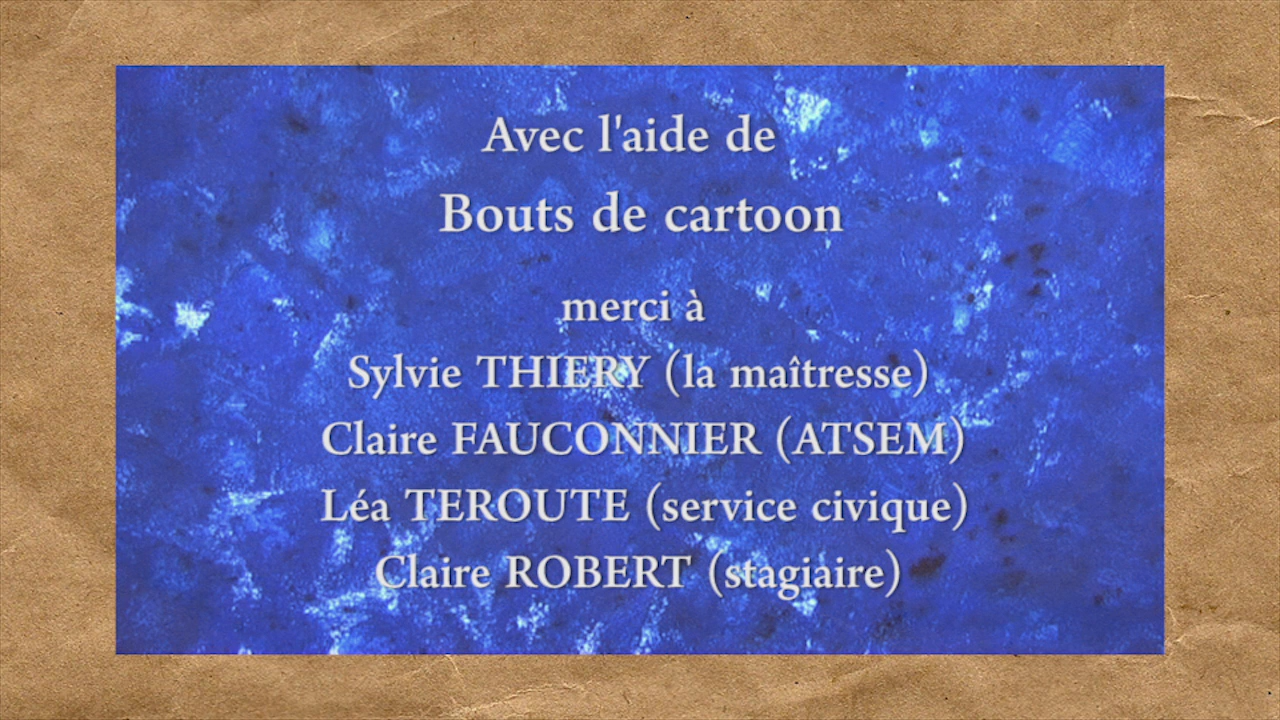 Avec l'aide de
Bouts de cartoon
merci à
Sylvie THIERY (la maîtresse)
Claire FAUCONNIER (ATSEM)
Léa TEROUTE (service civique)
Claire ROBERT (stagiaire)